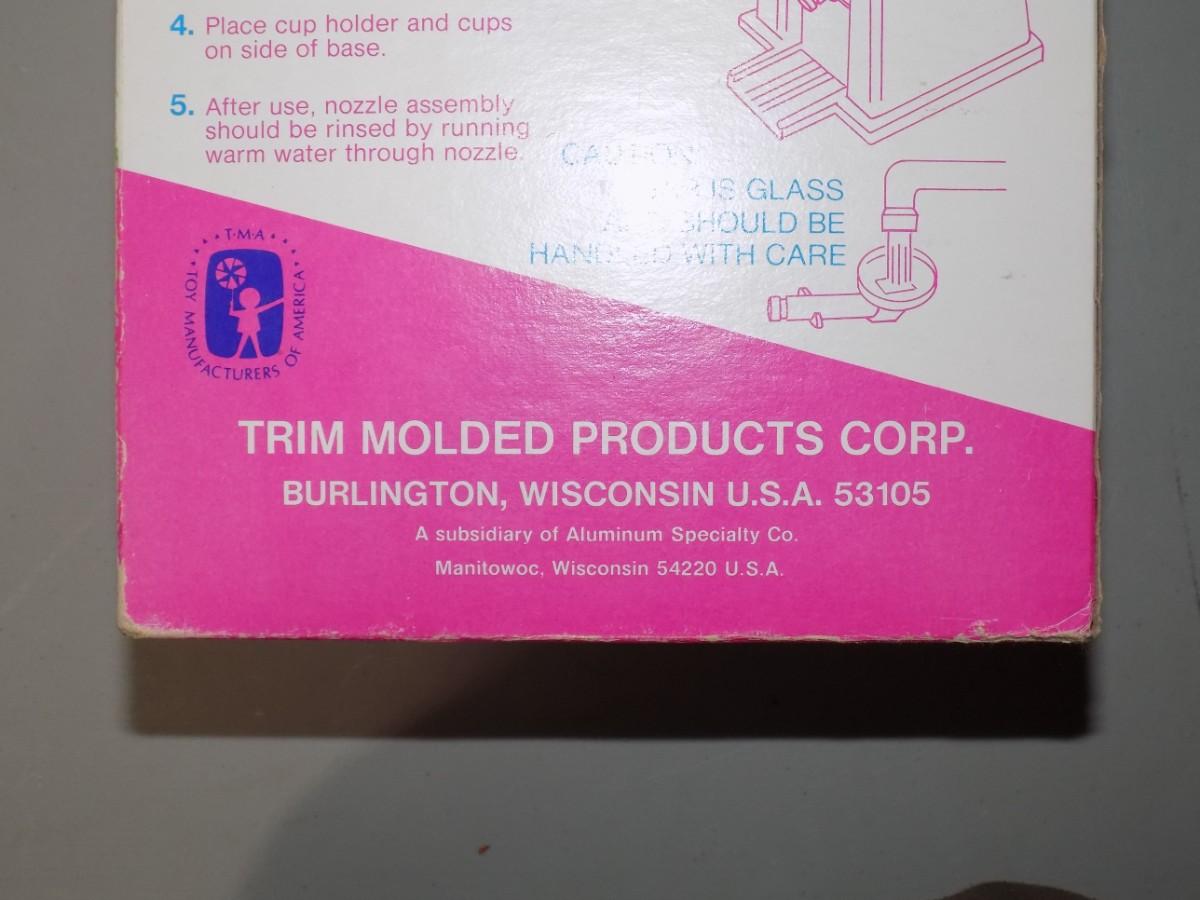 4. Place cup holder and cups
on side of base.
5. After use, nozzle assembly
should be rinsed by running
warm water through nozzle.
CAUTION
IS GLASS
SHOULD BE
HANDLED WITH CARE
T·M·A
TOY MANUFACTURERS OF AMERICA
TRIM MOLDED PRODUCTS CORP.
BURLINGTON, WISCONSIN U.S.A. 53105
A subsidiary of Aluminum Specialty Co.
Manitowoc, Wisconsin 54220 U.S.A.